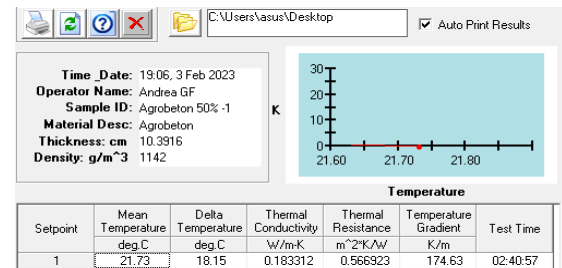 C:\Users\asus\Desktop
Auto Print Results
Time _Date: 19:06, 3 Feb 2023
Operator Name: Andrea GF
Sample ID: Agrobeton 50% -1
Material Desc: Agrobeton
Thickness: cm 10.3916
Density: g/m^3 1142
K
30
20
10
0
21.60 21.70 21.80
Temperature
Setpoint Mean Temperature Delta Temperature Thermal Conductivity Thermal Resistance Temperature Gradient Test Time
deg.C deg.C W/m-K m^2*K/W K/m
1 21.73 18.15 0.183312 0.566923 174.63 02:40:57